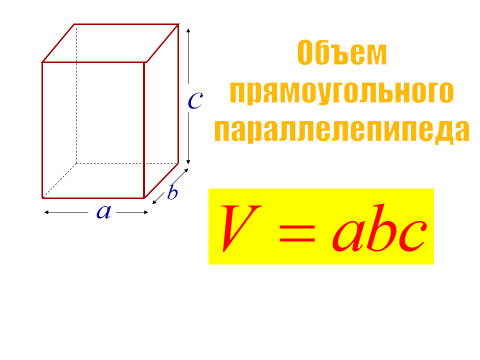 Объем
прямоугольного
параллелепипеда
c
b
a
V = abc